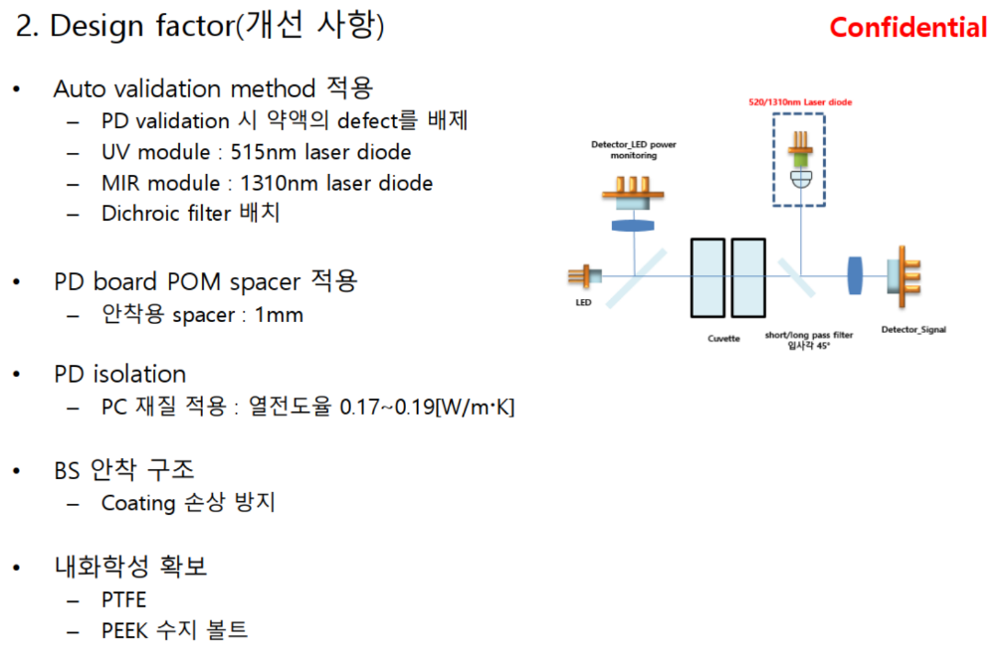 2. Design factor(개선 사항)
Confidential
• Auto validation method 적용
– PD validation 시 약액의 defect를 배제
– UV module : 515nm laser diode
– MIR module : 1310nm laser diode
– Dichroic filter 배치
• PD board POM spacer 적용
– 안착용 spacer : 1mm
• PD isolation
– PC 재질 적용 : 열전도율 0.17~0.19[W/m·K]
• BS 안착 구조
– Coating 손상 방지
• 내화학성 확보
– PTFE
– PEEK 수지 볼트
520/1310nm Laser diode
Detector_LED power
monitoring
LED
Cuvette
short/long pass filter
입사각 45°
Detector_Signal